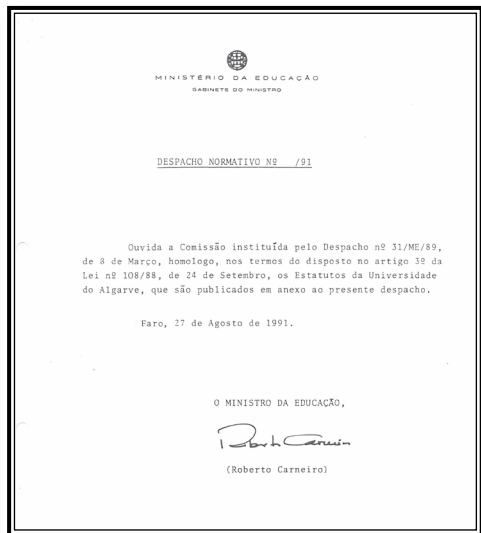 MINISTÉRIO DA EDUCAÇÃO
GABINETE DO MINISTRO
DESPACHO NORMATIVO Nº /91
Ouvida a Comissão instituída pelo Despacho nº 31/ME/89,
de 8 de Março, homologo, nos termos do disposto no artigo 3º da
Lei nº 108/88, de 24 de Setembro, os Estatutos da Universidade
do Algarve, que são publicados em anexo ao presente despacho.
Faro, 27 de Agosto de 1991.
O MINISTRO DA EDUCAÇÃO,
Roberto Carneiro
(Roberto Carneiro)